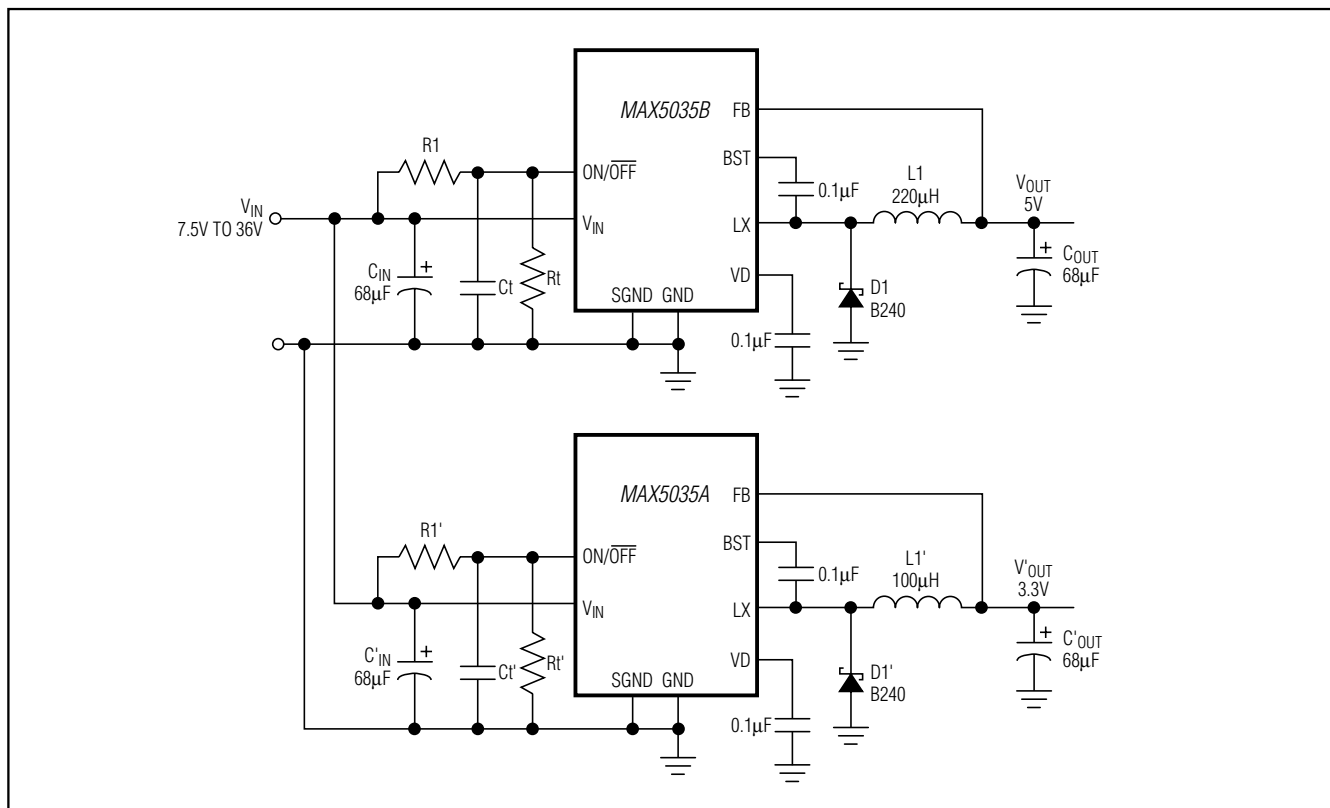 MAX5035B
FB
BST
LX
VD
ON/OFF
VIN
SGND GND
R1
VIN
7.5V TO 36V
CIN
68µF
+
Ct
Rt
0.1µF
L1
220µH
VOUT
5V
+
COUT
68µF
D1
B240
0.1µF
MAX5035A
FB
BST
LX
VD
ON/OFF
VIN
SGND GND
R1'
C'IN
68µF
+
Ct'
Rt'
0.1µF
L1'
100µH
V'OUT
3.3V
+
C'OUT
68µF
D1'
B240
0.1µF